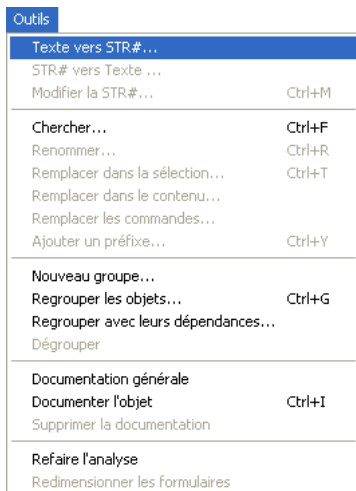 Outils
Texte vers STR#...
STR# vers Texte ...
Modifier la STR#... Ctrl+M
Chercher... Ctrl+F
Renommer... Ctrl+R
Remplacer dans la sélection... Ctrl+T
Remplacer dans le contenu...
Remplacer les commandes...
Ajouter un préfixe... Ctrl+Y
Nouveau groupe...
Regrouper les objets... Ctrl+G
Regrouper avec leurs dépendances...
Dégrouper
Documentation générale
Documenter l'objet Ctrl+I
Supprimer la documentation
Refaire l'analyse
Redimensionner les formulaires